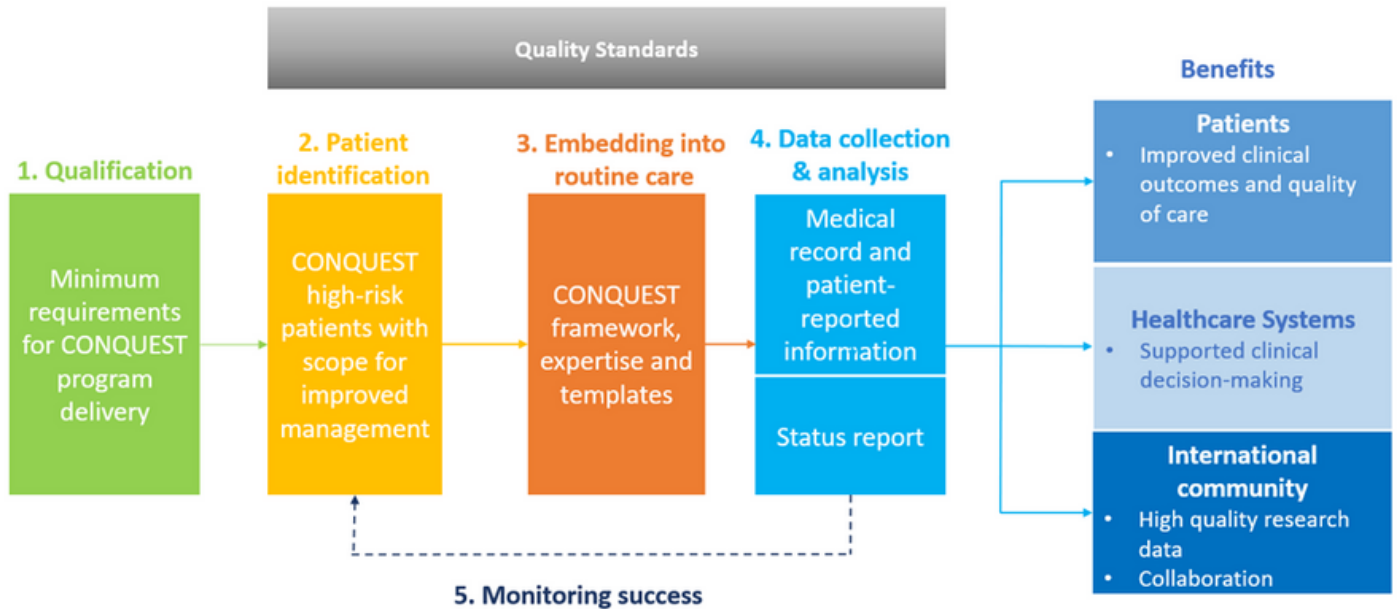 Quality Standards
1. Qualification
Minimum
requirements
for CONQUEST
program
delivery
2. Patient
identification
CONQUEST
high-risk
patients with
scope for
improved
management
3. Embedding into
routine care
CONQUEST
framework,
expertise and
templates
4. Data collection
& analysis
Medical
record and
patient-
reported
information
Status report
5. Monitoring success
Benefits
Patients
• Improved clinical
outcomes and quality
of care
Healthcare Systems
• Supported clinical
decision-making
International
community
• High quality research
data
• Collaboration